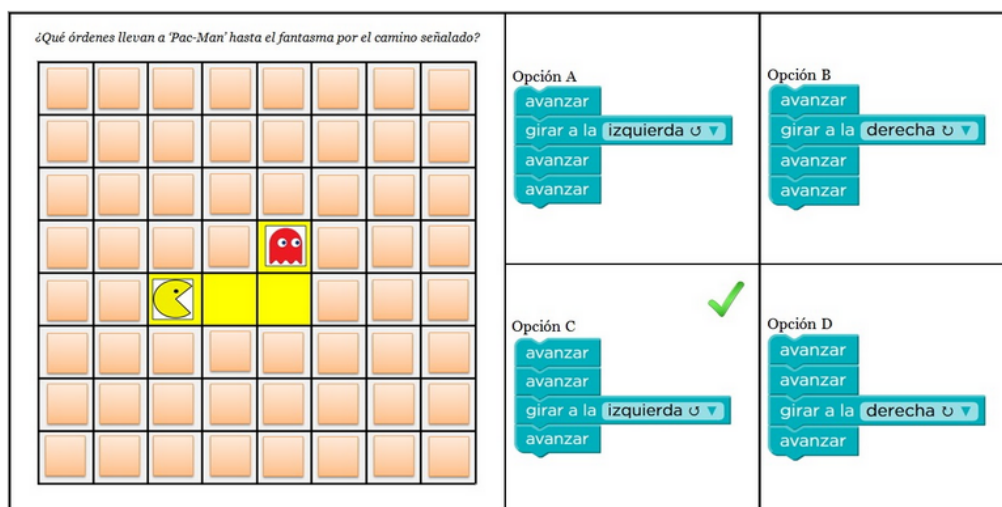 ¿Qué órdenes llevan a 'Pac-Man' hasta el fantasma por el camino señalado?
Opción A
avanzar
girar a la izquierda ↺ ▼
avanzar
avanzar
Opción B
avanzar
girar a la derecha ↻ ▼
avanzar
avanzar
Opción C
avanzar
avanzar
girar a la izquierda ↺ ▼
avanzar
Opción D
avanzar
avanzar
girar a la derecha ↻ ▼
avanzar